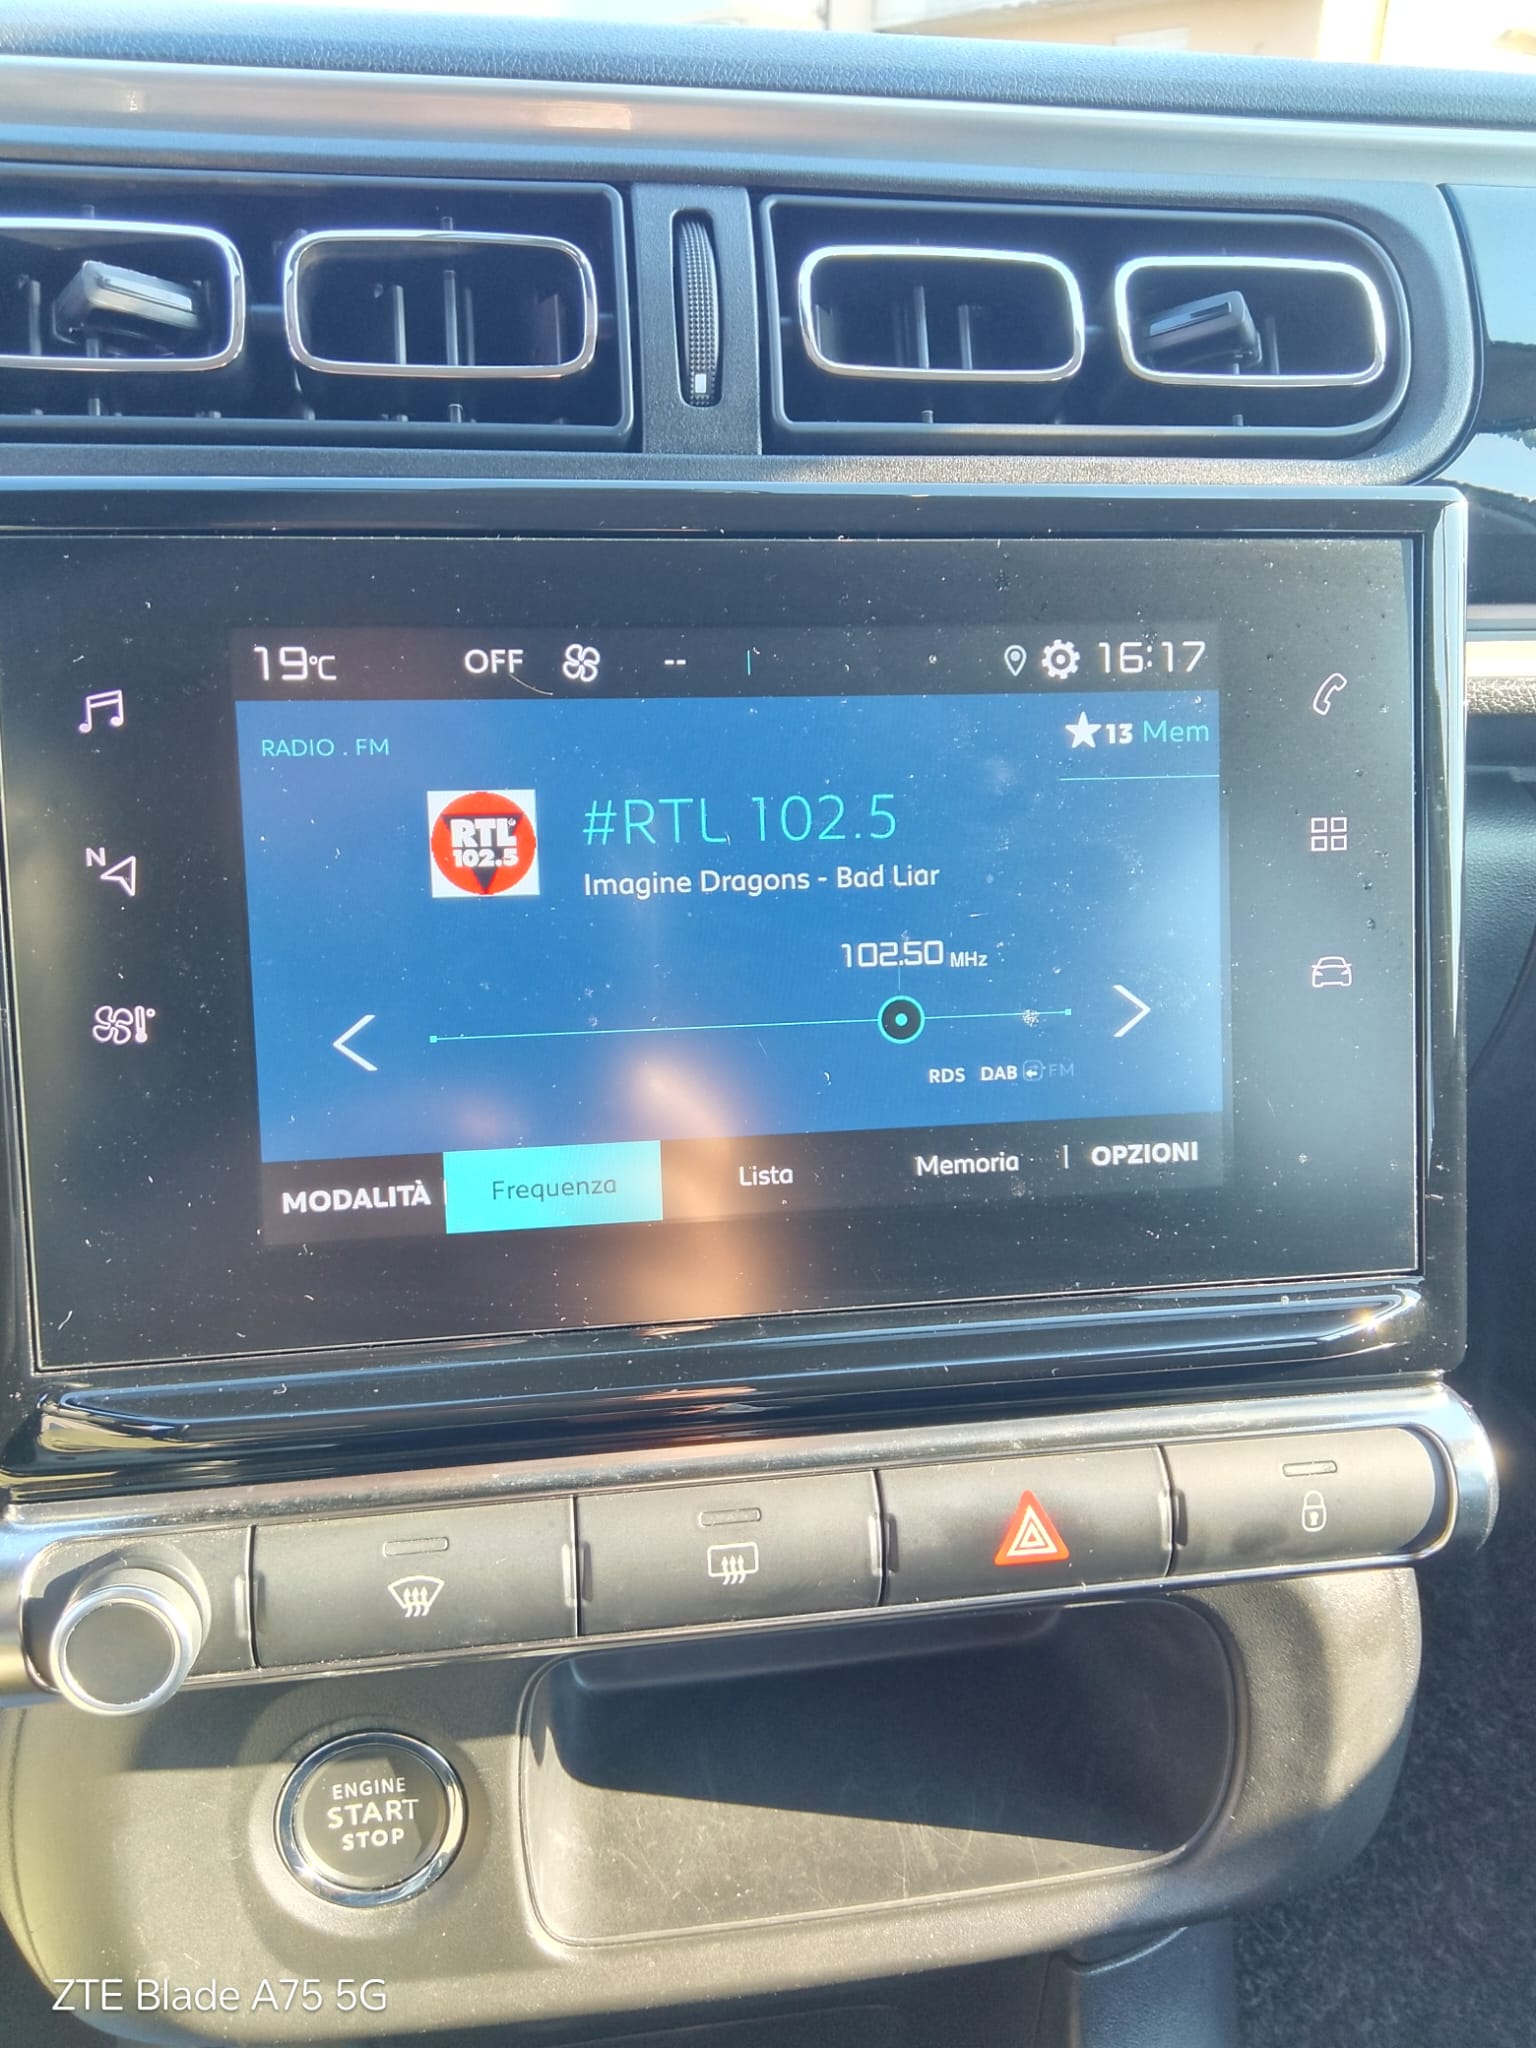 19°C OFF -- 16:17
RADIO . FM
★13 Mem
RTL
102.5
#RTL 102.5
Imagine Dragons - Bad Liar
102.50 MHz
RDS DAB FM
MODALITÀ Frequenza Lista Memoria | OPZIONI
N
ENGINE
START
STOP
ZTE Blade A75 5G